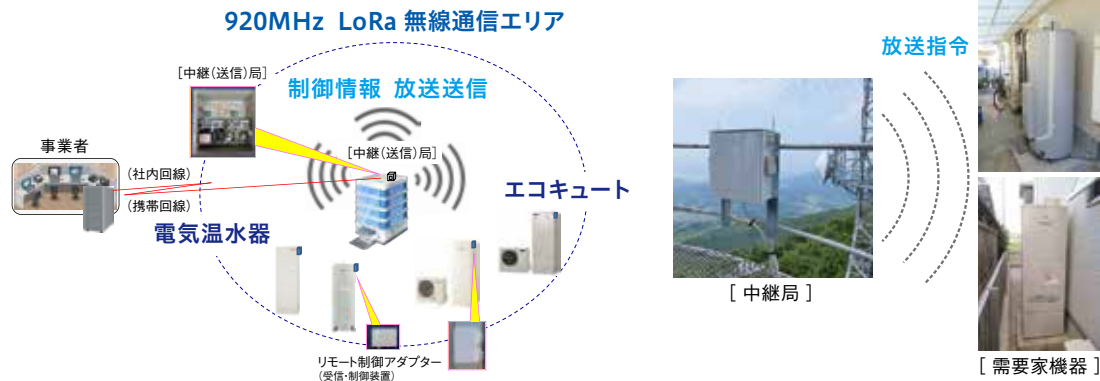 920MHz LoRa 無線通信エリア
[中継(送信)局]
制御情報 放送送信
事業者
[中継(送信)局]
(社内回線)
(携帯回線)
エコキュート
電気温水器
リモート制御アダプター
(受信・制御装置)
放送指令
[ 中継局 ]
[ 需要家機器 ]